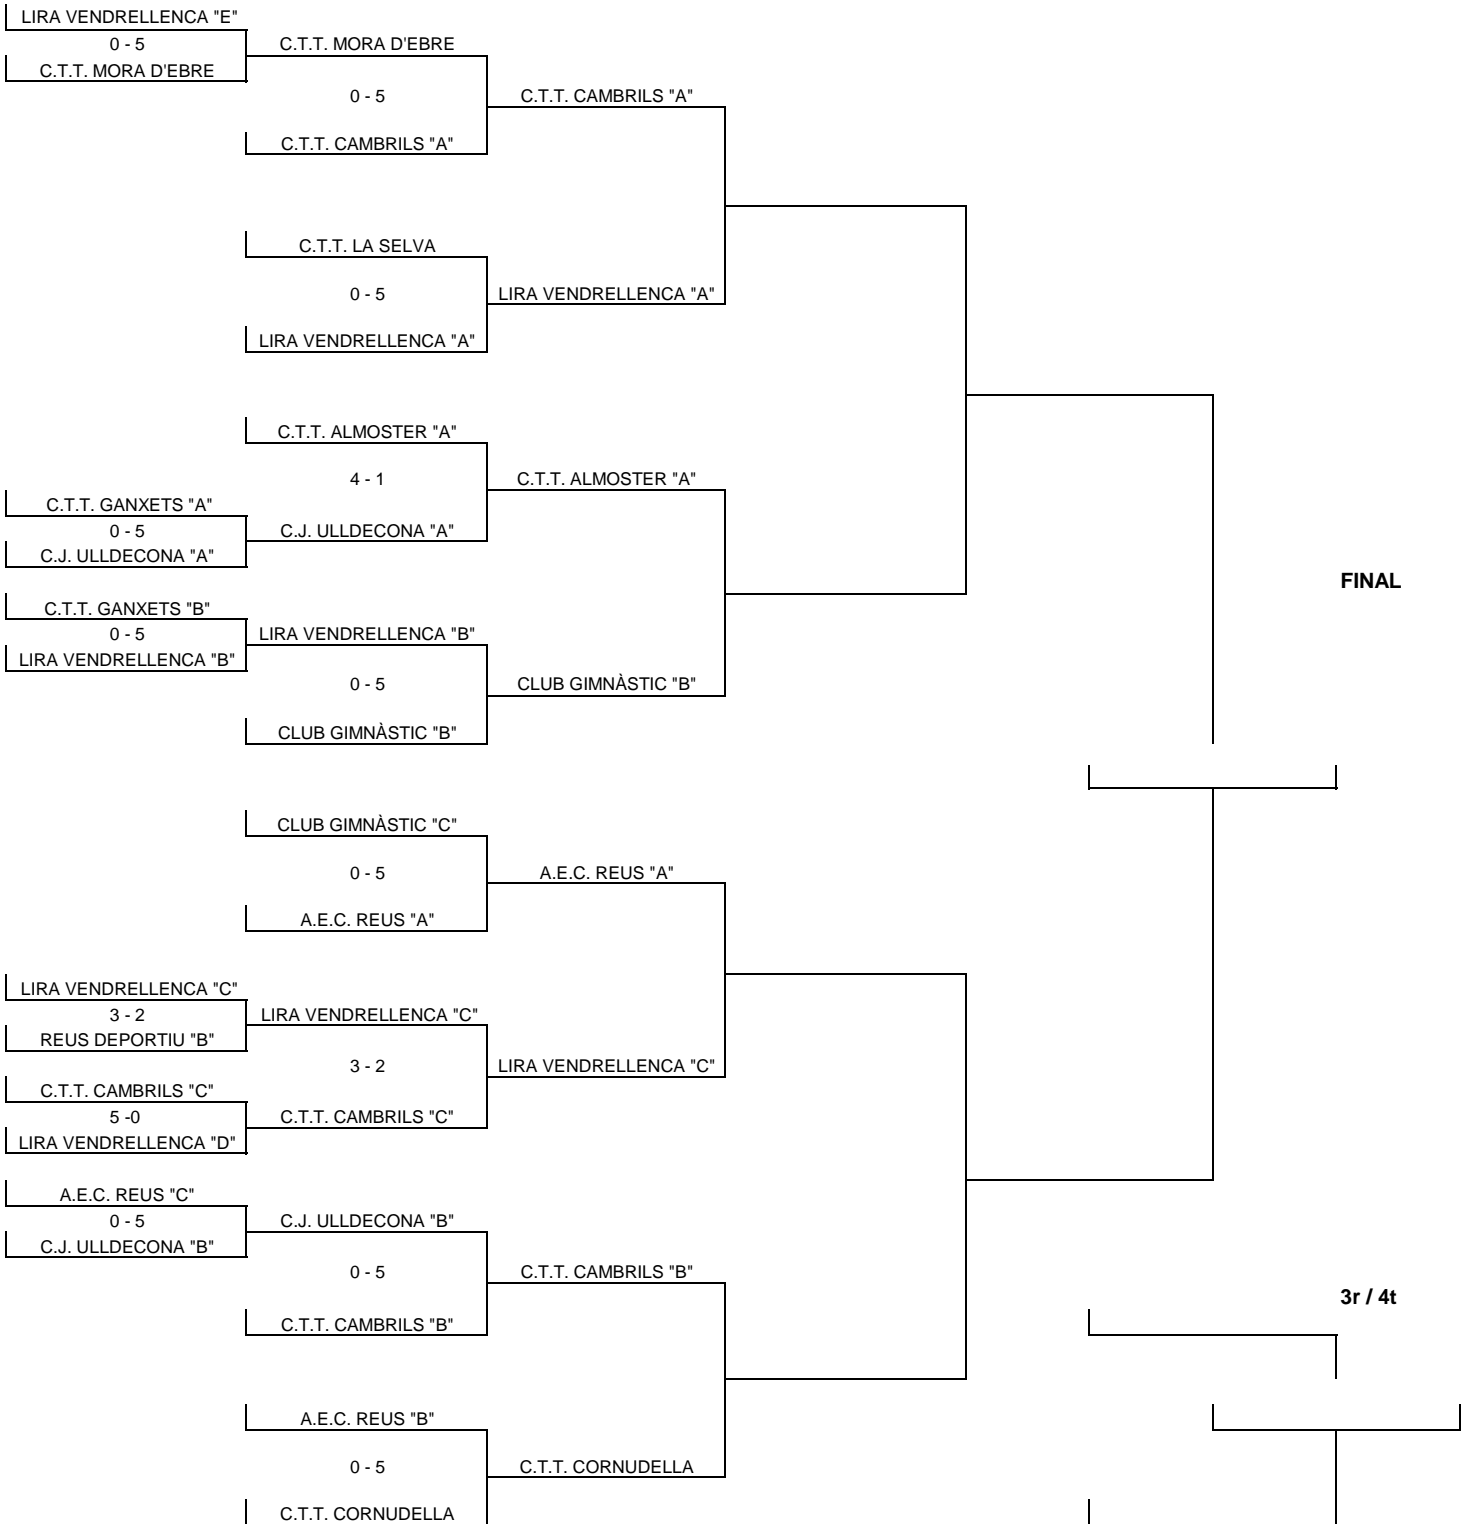 LIRA VENDRELLENCA "E"
0 - 5
C.T.T. MORA D'EBRE
C.T.T. MORA D'EBRE
0 - 5
C.T.T. CAMBRILS "A"
C.T.T. CAMBRILS "A"
C.T.T. LA SELVA
0 - 5
LIRA VENDRELLENCA "A"
LIRA VENDRELLENCA "A"
C.T.T. ALMOSTER "A"
4 - 1
C.T.T. ALMOSTER "A"
C.T.T. GANXETS "A"
0 - 5
C.J. ULLDECONA "A"
C.J. ULLDECONA "A"
FINAL
C.T.T. GANXETS "B"
0 - 5
LIRA VENDRELLENCA "B"
LIRA VENDRELLENCA "B"
0 - 5
CLUB GIMNÀSTIC "B"
CLUB GIMNÀSTIC "B"
CLUB GIMNÀSTIC "C"
0 - 5
A.E.C. REUS "A"
A.E.C. REUS "A"
LIRA VENDRELLENCA "C"
3 - 2
LIRA VENDRELLENCA "C"
REUS DEPORTIU "B"
3 - 2
LIRA VENDRELLENCA "C"
C.T.T. CAMBRILS "C"
5 -0
C.T.T. CAMBRILS "C"
LIRA VENDRELLENCA "D"
A.E.C. REUS "C"
0 - 5
C.J. ULLDECONA "B"
C.J. ULLDECONA "B"
0 - 5
C.T.T. CAMBRILS "B"
3r / 4t
C.T.T. CAMBRILS "B"
A.E.C. REUS "B"
0 - 5
C.T.T. CORNUDELLA
C.T.T. CORNUDELLA